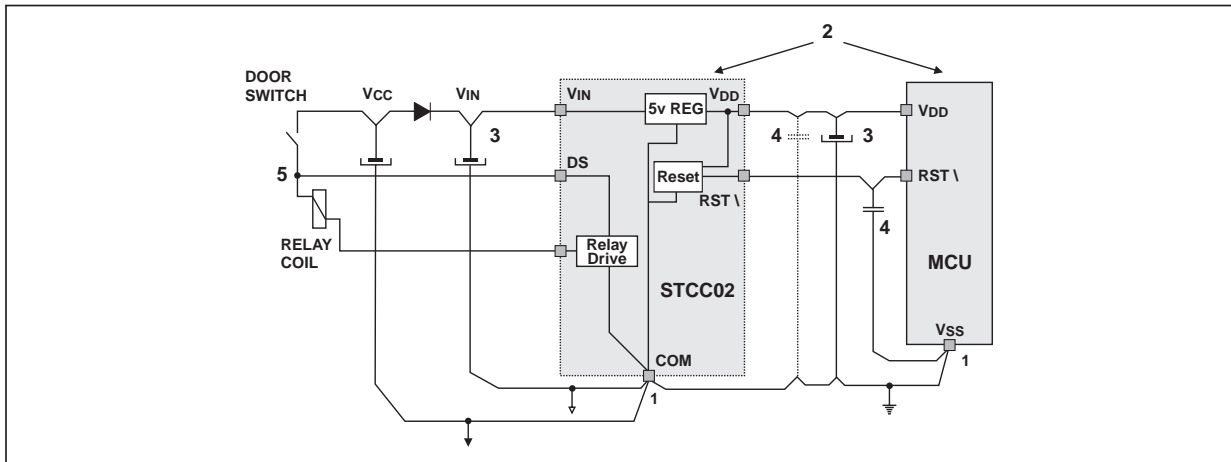 2
DOOR
SWITCH
VCC
VIN
VIN
5v REG
VDD
VDD
3
4
3
5
DS
Reset
RST \
RST \
4
RELAY
COIL
Relay
Drive
STCC02
MCU
VSS
COM
1
1